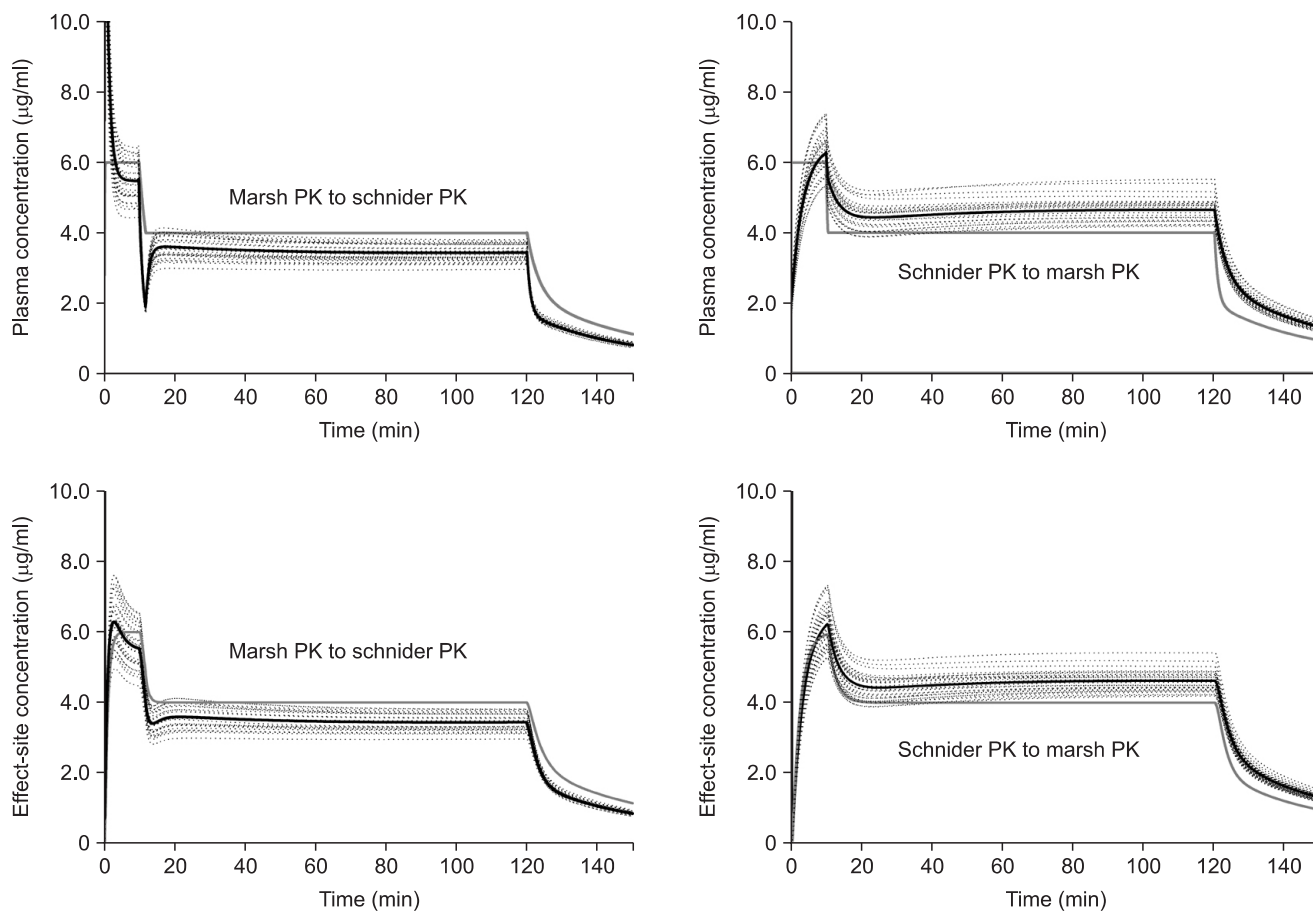 10.0
8.0
6.0
4.0
2.0
0
Plasma concentration (μg/ml)
Marsh PK to schnider PK
0 20 40 60 80 100 120 140
Time (min)
10.0
8.0
6.0
4.0
2.0
0
Plasma concentration (μg/ml)
Schnider PK to marsh PK
0 20 40 60 80 100 120 140
Time (min)
10.0
8.0
6.0
4.0
2.0
0
Effect-site concentration (μg/ml)
Marsh PK to schnider PK
0 20 40 60 80 100 120 140
Time (min)
10.0
8.0
6.0
4.0
2.0
0
Effect-site concentration (μg/ml)
Schnider PK to marsh PK
0 20 40 60 80 100 120 140
Time (min)